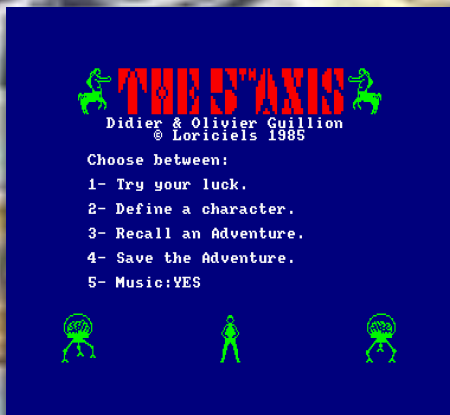 THE 5TH AXIS
Didier & Olivier Guillion
© Loriciels 1985
Choose between:
1- Try your luck.
2- Define a character.
3- Recall an Adventure.
4- Save the Adventure.
5- Music:YES